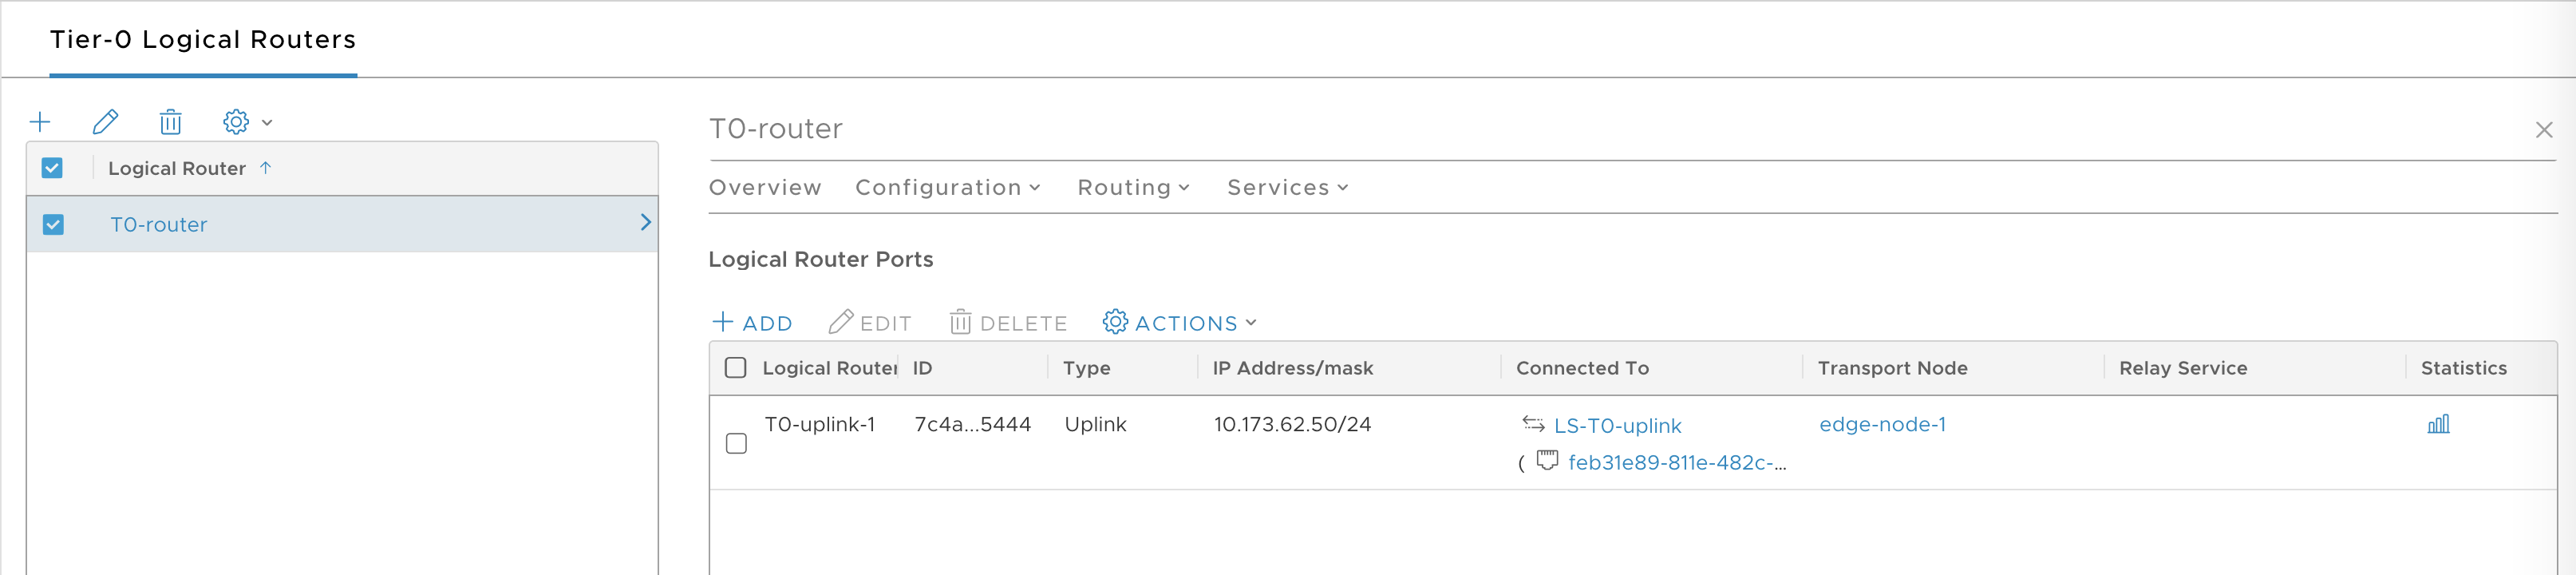 Tier-0 Logical Routers
Logical Router
T0-router
T0-router
Overview Configuration Routing Services
Logical Router Ports
ADD EDIT DELETE ACTIONS
Logical Router ID Type IP Address/mask Connected To Transport Node Relay Service Statistics
T0-uplink-1 7c4a...5444 Uplink 10.173.62.50/24 LS-T0-uplink edge-node-1
( feb31e89-811e-482c-...